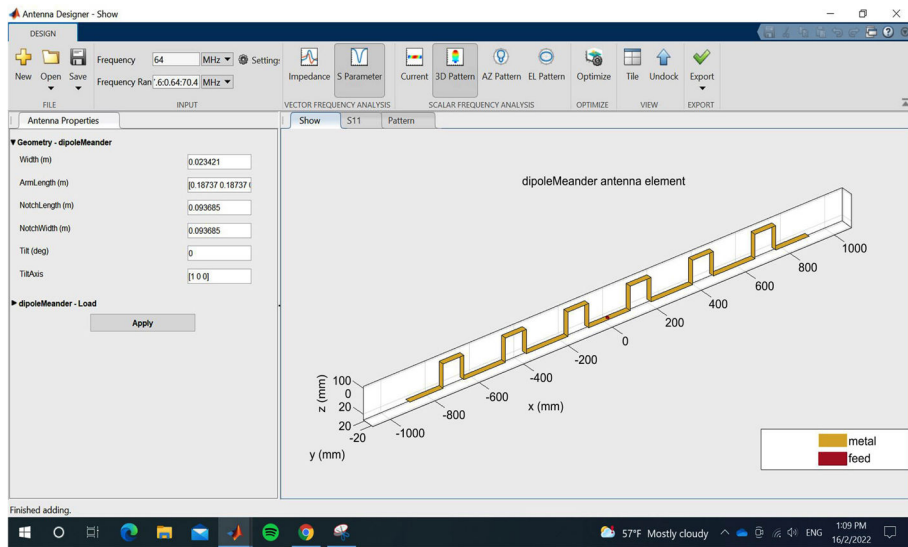 Antenna Designer - Show
DESIGN
New Open Save
Frequency 64 MHz Settings
Frequency Ran 7.6:0.64:70.4 MHz
Impedance S Parameter Current 3D Pattern AZ Pattern EL Pattern Optimize Tile Undock Export
FILE INPUT VECTOR FREQUENCY ANALYSIS SCALAR FREQUENCY ANALYSIS OPTIMIZE VIEW EXPORT
Antenna Properties
Show S11 Pattern
Geometry - dipoleMeander
Width (m) 0.023421
ArmLength (m) [0.18737 0.18737 0
NotchLength (m) 0.093685
NotchWidth (m) 0.093685
Tilt (deg) 0
TiltAxis [1 0 0]
dipoleMeander - Load
Apply
dipoleMeander antenna element
1000
800
600
400
200
0
-200
-400
-600
-800
-1000
x (mm)
100
0
20
z (mm)
20
-20
y (mm)
metal
feed
Finished adding.
57°F Mostly cloudy ENG
1:09 PM
16/2/2022